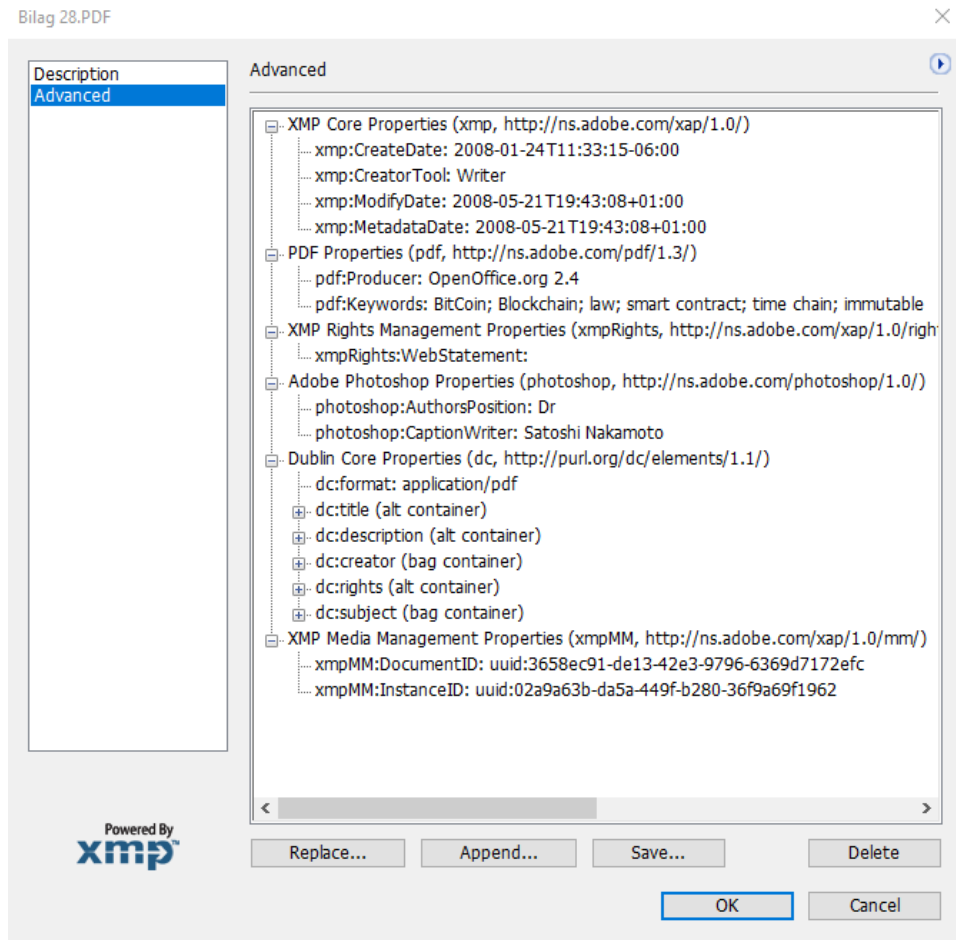 Bilag 28.PDF
Description
Advanced
Advanced
XMP Core Properties (xmp, http://ns.adobe.com/xap/1.0/)
xmp:CreateDate: 2008-01-24T11:33:15-06:00
xmp:CreatorTool: Writer
xmp:ModifyDate: 2008-05-21T19:43:08+01:00
xmp:MetadataDate: 2008-05-21T19:43:08+01:00
PDF Properties (pdf, http://ns.adobe.com/pdf/1.3/)
pdf:Producer: OpenOffice.org 2.4
pdf:Keywords: BitCoin; Blockchain; law; smart contract; time chain; immutable
XMP Rights Management Properties (xmpRights, http://ns.adobe.com/xap/1.0/righ
xmpRights:WebStatement:
Adobe Photoshop Properties (photoshop, http://ns.adobe.com/photoshop/1.0/)
photoshop:AuthorsPosition: Dr
photoshop:CaptionWriter: Satoshi Nakamoto
Dublin Core Properties (dc, http://purl.org/dc/elements/1.1/)
dc:format: application/pdf
dc:title (alt container)
dc:description (alt container)
dc:creator (bag container)
dc:rights (alt container)
dc:subject (bag container)
XMP Media Management Properties (xmpMM, http://ns.adobe.com/xap/1.0/mm/)
xmpMM:DocumentID: uuid:3658ec91-de13-42e3-9796-6369d7172efc
xmpMM:InstanceID: uuid:02a9a63b-da5a-449f-b280-36f9a69f1962
Powered By
xmp™
Replace... Append... Save... Delete
OK Cancel